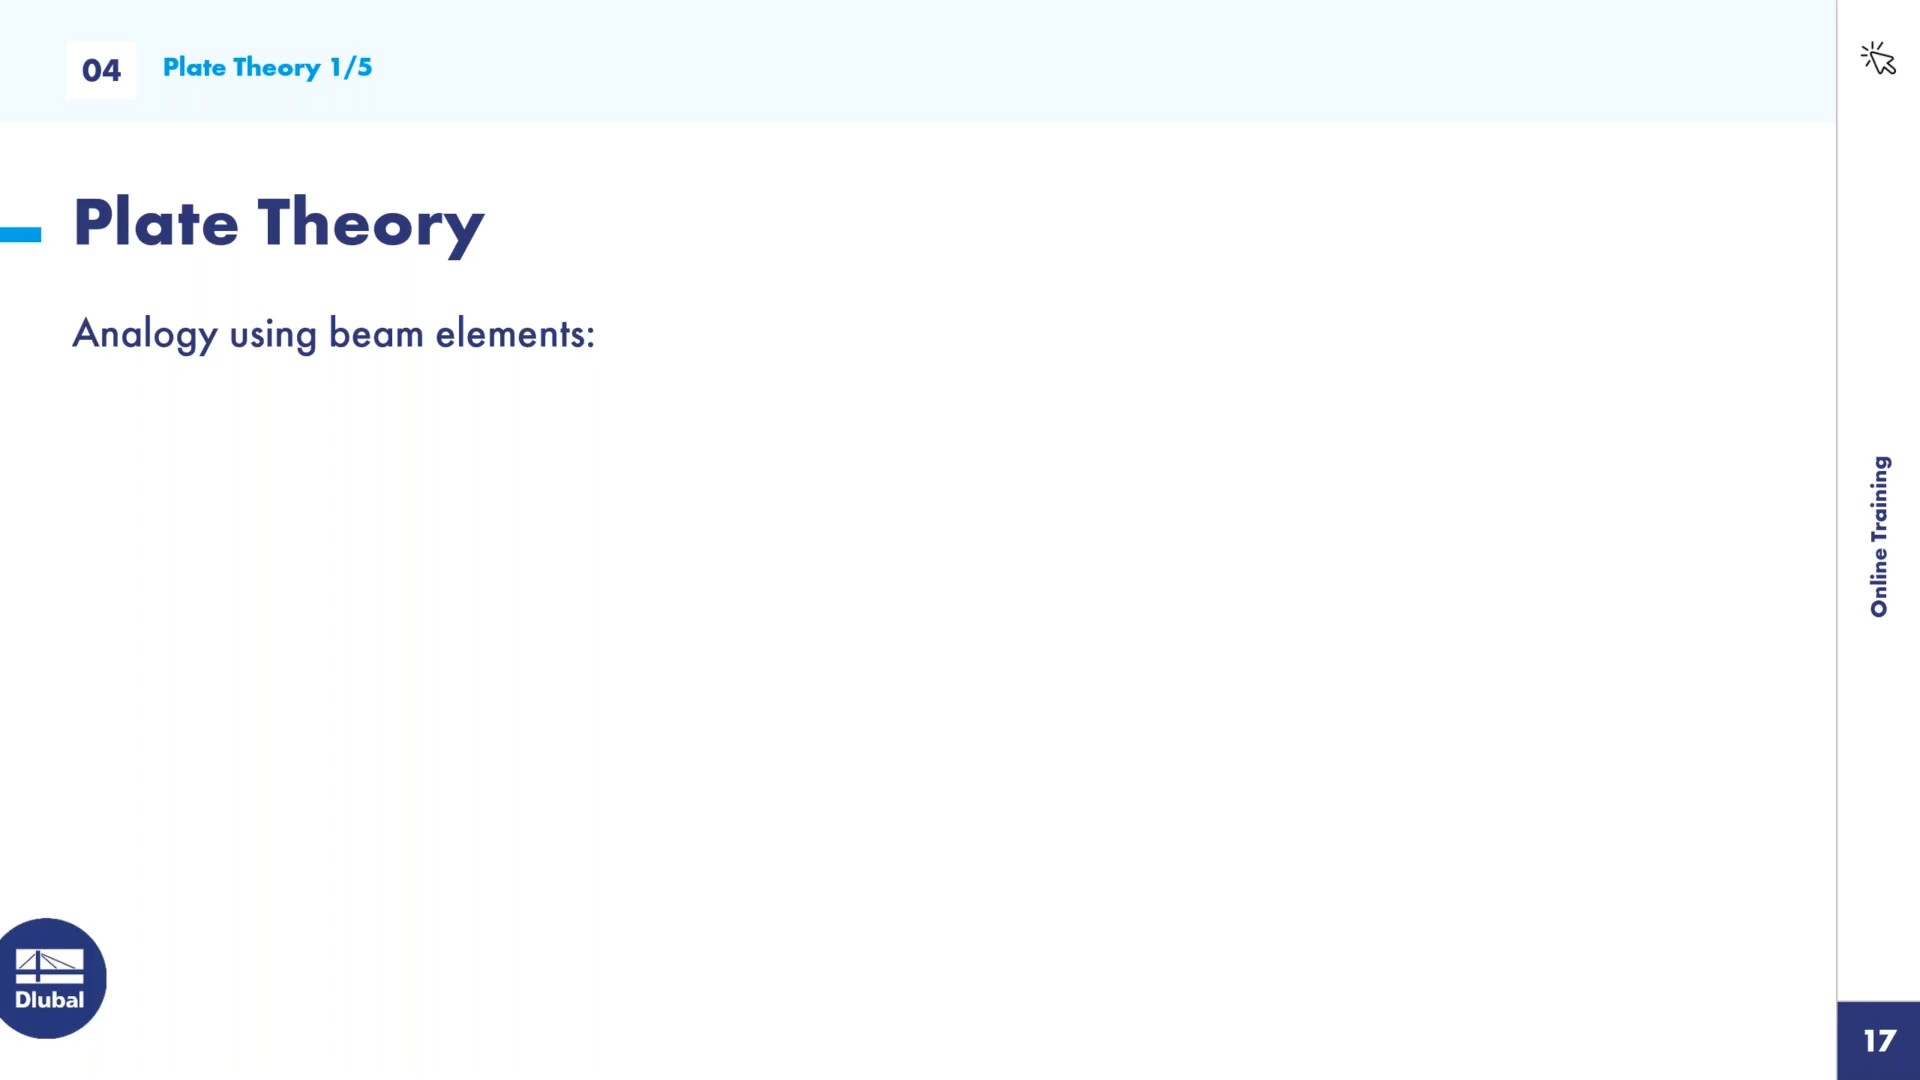 04
Plate Theory 1/5
Plate Theory
Analogy using beam elements:
Online Training
Dlubal
17